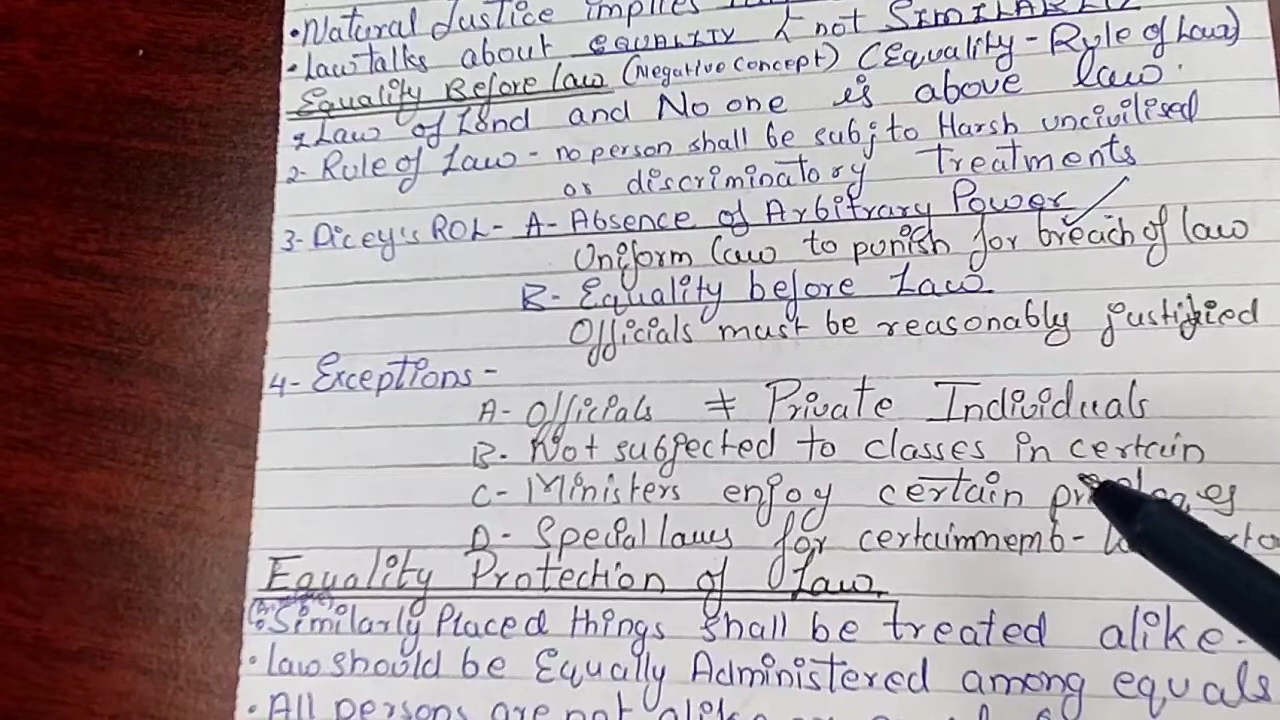 • Natural Justice implies
• Law talks about EQUALITY & not SIMILARITY
Equality Before law (Negative concept) (Equality - Rule of Law)
1- Law of Land and No one is above law.
2- Rule of Law - no person shall be subj to Harsh uncivilised
or discriminatory treatments
3- Dicey's ROL - A - Absence of Arbitrary Power
Uniform law to punish for breach of law
B - Equality before Law
Officials must be reasonably justified
4- Exceptions -
A - Officials ≠ Private Individuals
B - Not subjected to classes in certain
C - Ministers enjoy certain
D - Special laws for certain memb -
Equality Protection of Law
• Similarly Placed things shall be treated alike.
• law should be Equally Administered among equals
• All persons are not